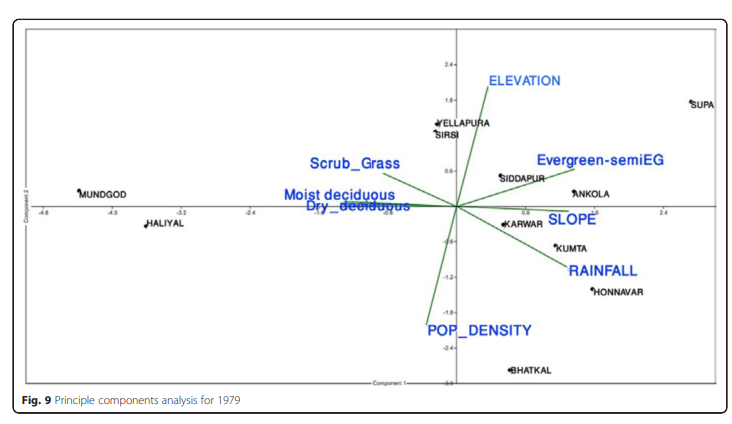 2.4
ELEVATION
1.8
SUPA
YELLAPURA
SIRSI
Scrub_Grass
Evergreen-semiEG
0.6
SIDDAPUR
MUNDGOD
Moist deciduous
ANKOLA
Component 2
-4.8
-4.0
-3.2
-2.4
Dry_deciduous
-0.8
0.8
1.6
2.4
HALIYAL
KARWAR
SLOPE
-0.6
KUMTA
-1.2
RAINFALL
HONNAVAR
-1.8
POP_DENSITY
-2.4
BHATKAL
Component 1
-3.0
Fig. 9 Principle components analysis for 1979